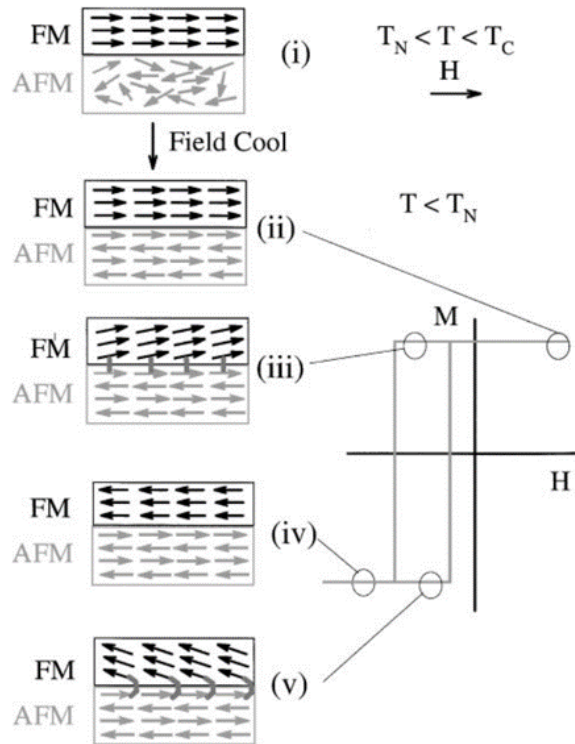 FM
AFM
(i)
T_N < T < T_C
H
Field Cool
FM
AFM
(ii)
T < T_N
FM
AFM
(iii)
M
H
FM
AFM
(iv)
FM
AFM
(v)